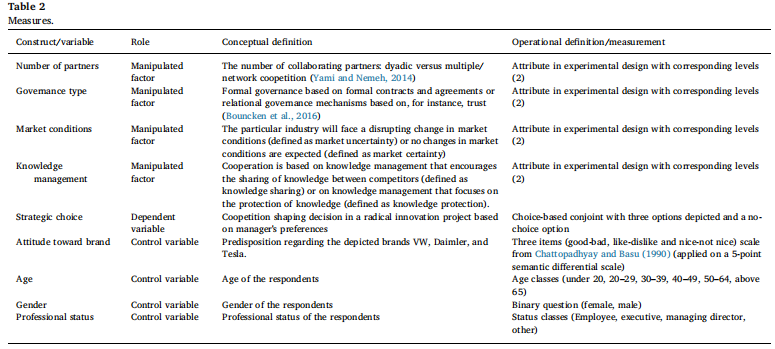 Table 2
Measures.
Construct/variable Role Conceptual definition Operational definition/measurement
Number of partners Manipulated The number of collaborating partners: dyadic versus multiple/ Attribute in experimental design with corresponding levels
factor network coopetition (Yami and Nemeh, 2014) (2)
Governance type Manipulated Formal governance based on formal contracts and agreements or Attribute in experimental design with corresponding levels
factor relational governance mechanisms based on, for instance, trust (2)
(Bouncken et al., 2016)
Market conditions Manipulated The particular industry will face a disrupting change in market Attribute in experimental design with corresponding levels
factor conditions (defined as market uncertainty) or no changes in market (2)
conditions are expected (defined as market certainty)
Knowledge Manipulated Cooperation is based on knowledge management that encourages Attribute in experimental design with corresponding levels
management factor the sharing of knowledge between competitors (defined as (2)
knowledge sharing) or on knowledge management that focuses on
the protection of knowledge (defined as knowledge protection).
Strategic choice Dependent Coopetition shaping decision in a radical innovation project based Choice-based conjoint with three options depicted and a no-
variable on manager's preferences choice option
Attitude toward brand Control variable Predisposition regarding the depicted brands VW, Daimler, and Three items (good-bad, like-dislike and nice-not nice) scale
Tesla. from Chattopadhyay and Basu (1990) (applied on a 5-point
semantic differential scale)
Age Control variable Age of the respondents Age classes (under 20, 20–29, 30–39, 40–49, 50–64, above
65)
Gender Control variable Gender of the respondents Binary question (female, male)
Professional status Control variable Professional status of the respondents Status classes (Employee, executive, managing director,
other)